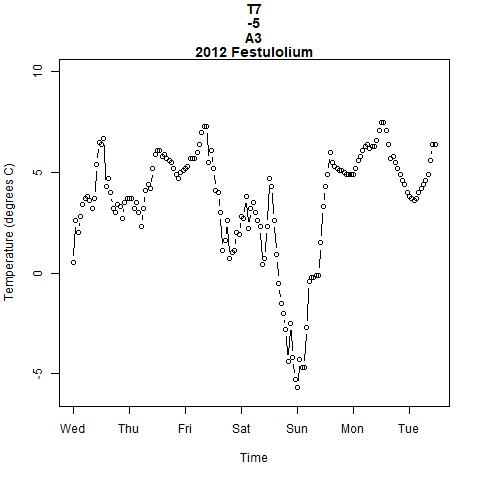 T7
-5
A3
2012 Festulolium
Temperature (degrees C)
10
5
0
-5
Wed Thu Fri Sat Sun Mon Tue
Time